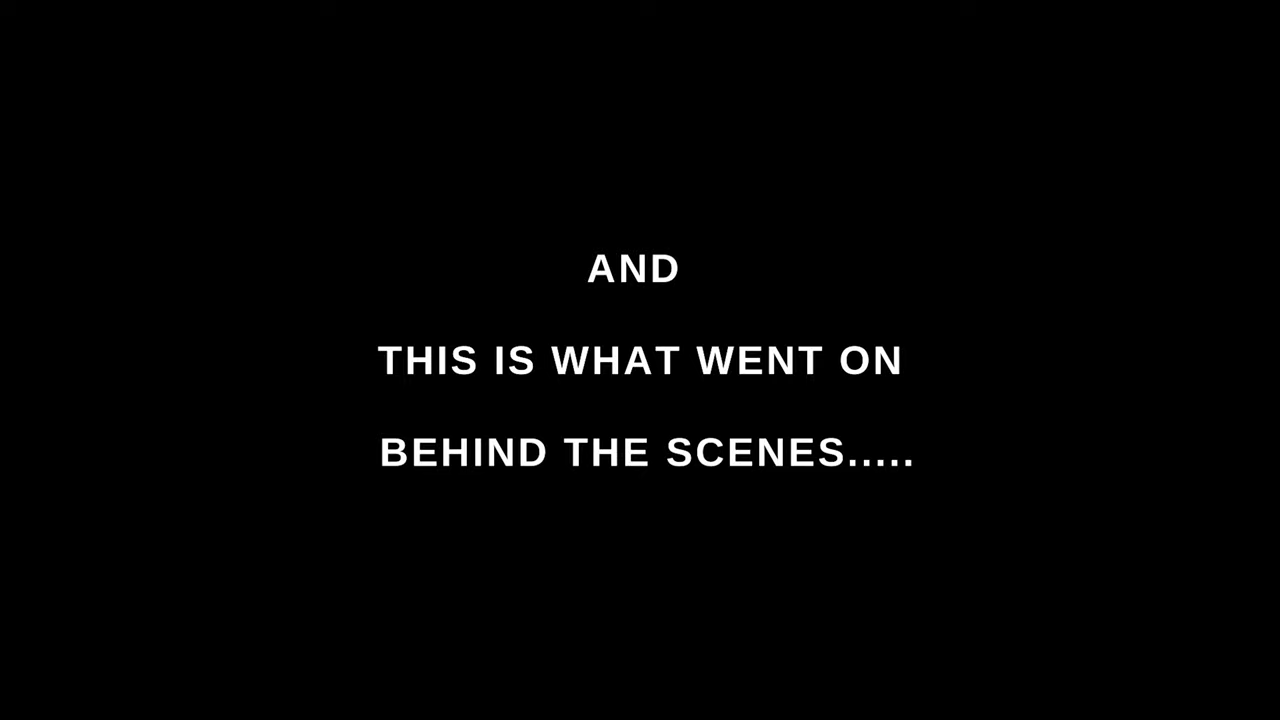 AND
THIS IS WHAT WENT ON
BEHIND THE SCENES.....